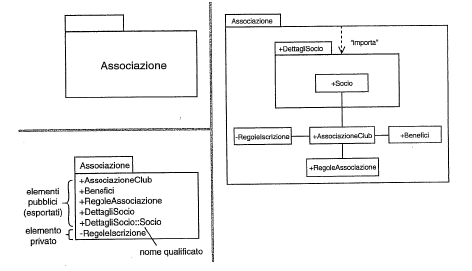 Associazione
Associazione
+AssociazioneClub
+Benefici
+RegoleAssociazione
+DettagliSocio
+DettagliSocio::Socio
-RegoleIscrizione
elementi
pubblici
(esportati)
elemento
privato
nome qualificato
Associazione
"importa"
+DettagliSocio
+Socio
-RegoleIscrizione
+AssociazioneClub
+Benefici
+RegoleAssociazione